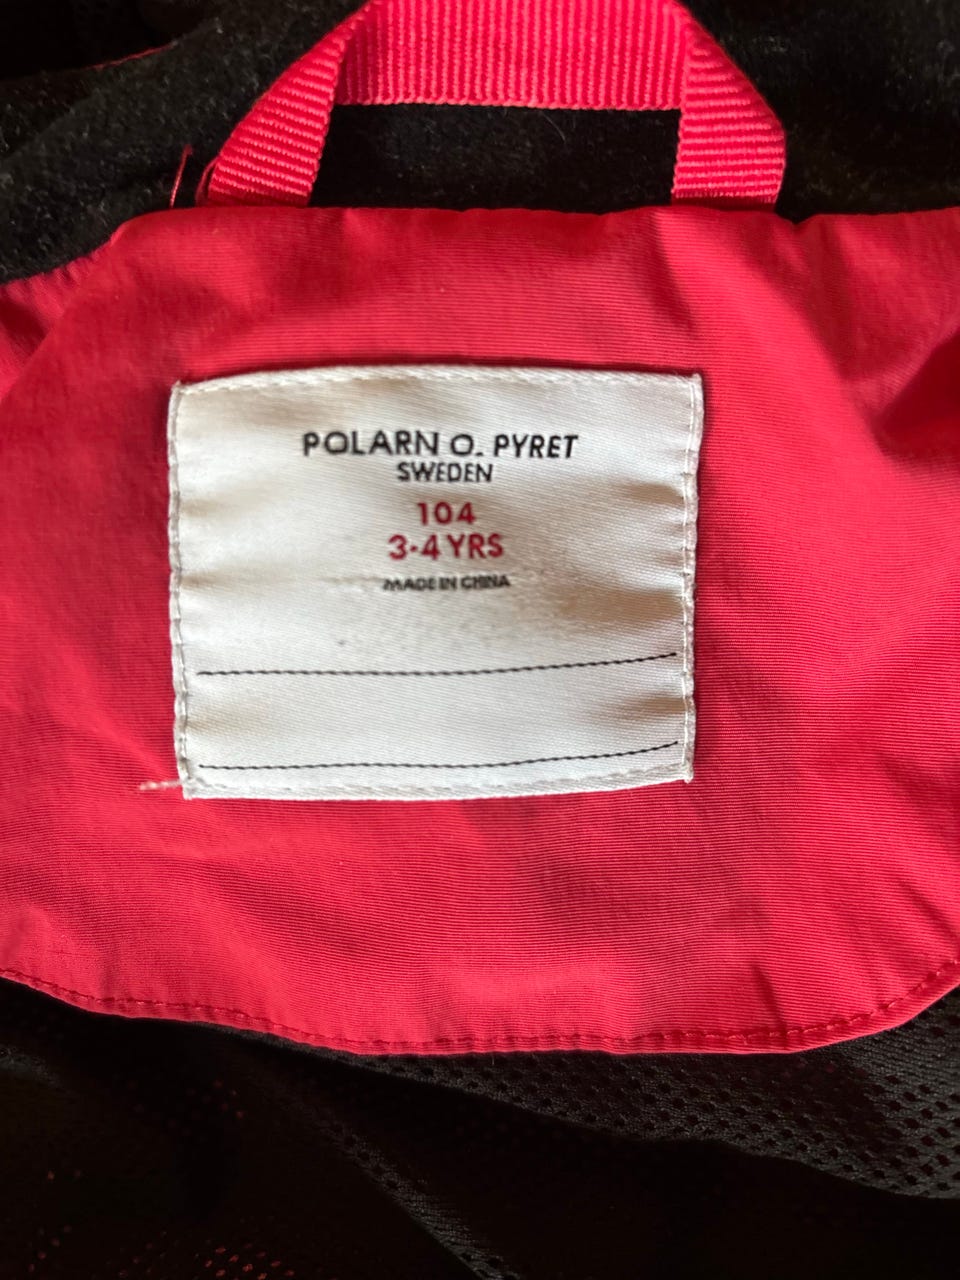 POLARN O. PYRET
SWEDEN
104
3-4 YRS
MADE IN CHINA